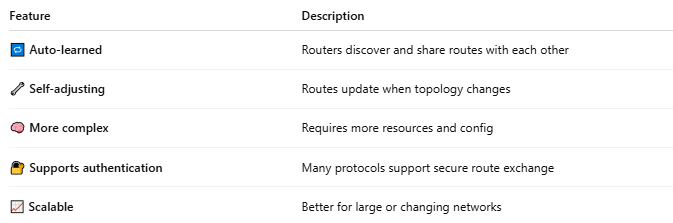 Feature Description
Auto-learned Routers discover and share routes with each other
Self-adjusting Routes update when topology changes
More complex Requires more resources and config
Supports authentication Many protocols support secure route exchange
Scalable Better for large or changing networks